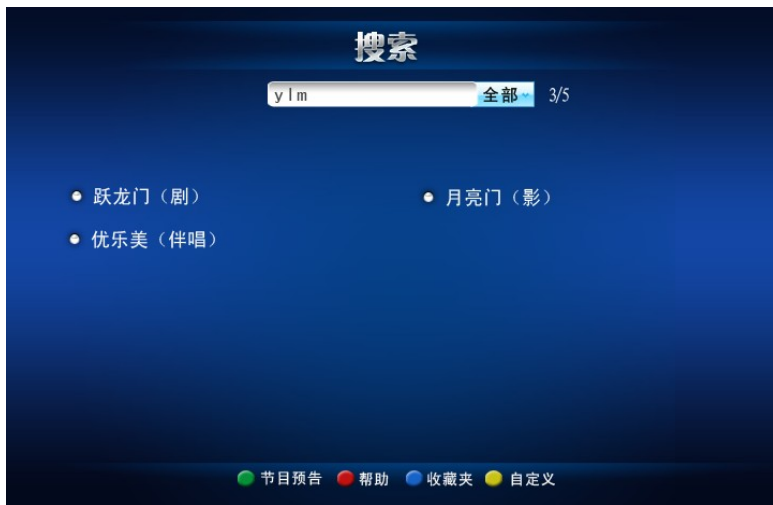 搜索
ylm 全部 3/5
跃龙门（剧） 月亮门（影）
优乐美（伴唱）
节目预告 帮助 收藏夹 自定义